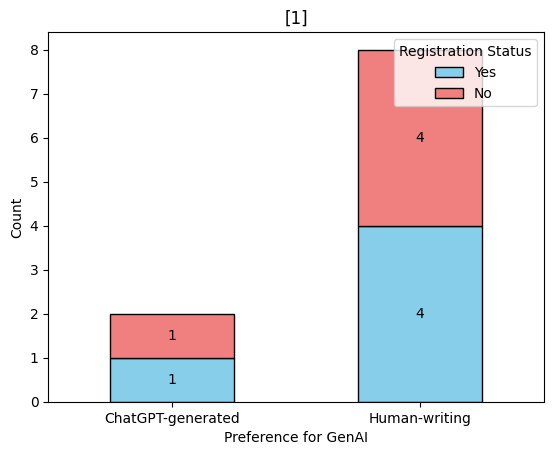 [1]
Registration Status
Yes
No
Count
8
7
6
5
4
3
2
1
0
1
1
4
4
ChatGPT-generated
Human-writing
Preference for GenAI